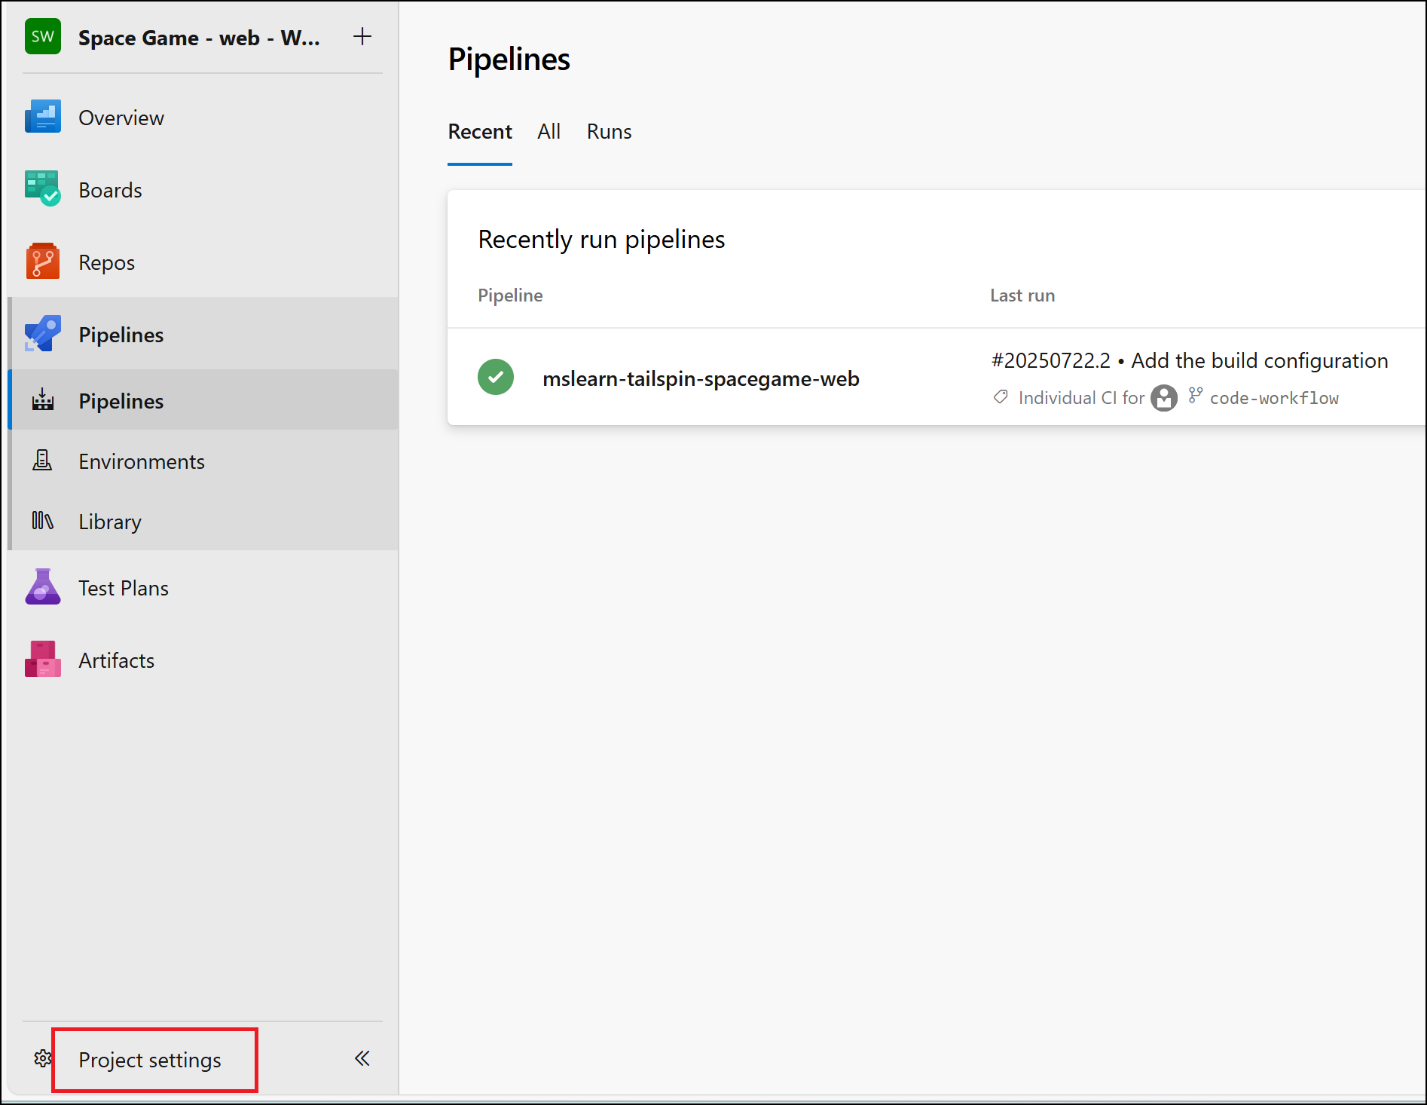 SW
Space Game - web - W...
Overview
Boards
Repos
Pipelines
Pipelines
Environments
Library
Test Plans
Artifacts
Project settings
Pipelines
Recent All Runs
Recently run pipelines
Pipeline Last run
mslearn-tailspin-spacegame-web
#20250722.2 • Add the build configuration
Individual CI for code-workflow